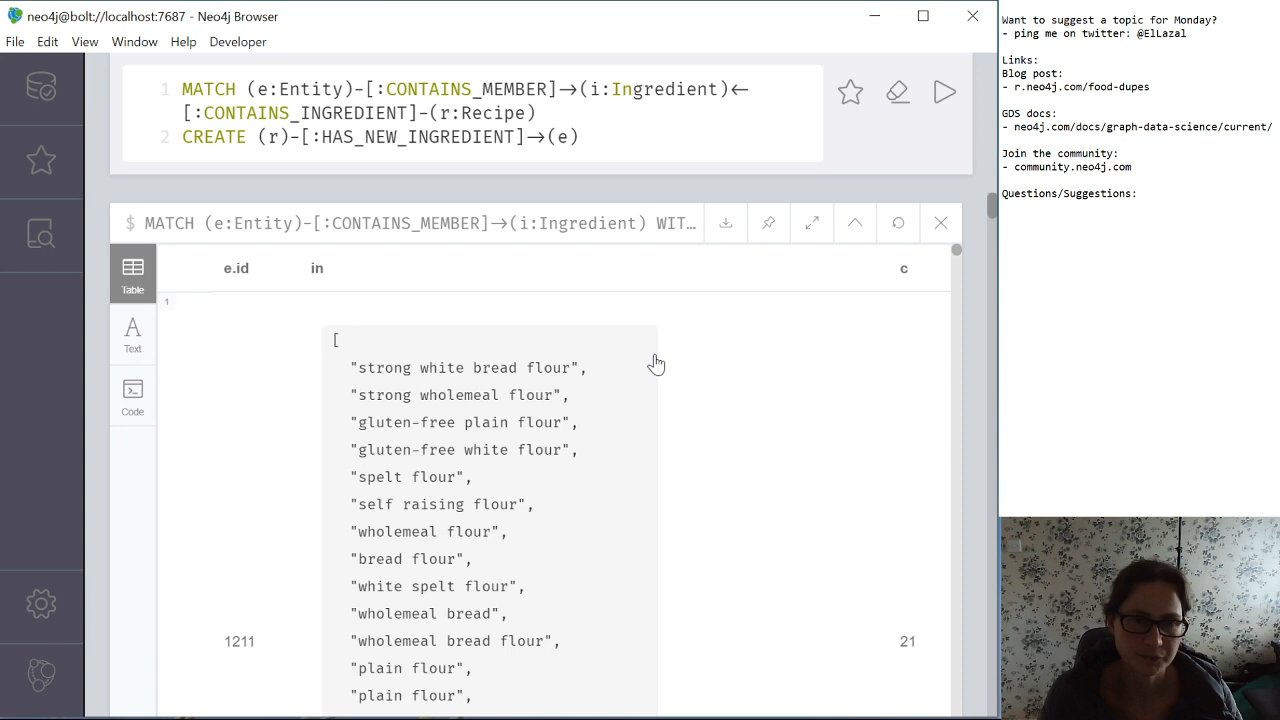 neo4j@bolt://localhost:7687 - Neo4j Browser
File Edit View Window Help Developer
1 MATCH (e:Entity)-[:CONTAINS_MEMBER]→(i:Ingredient)←
[:CONTAINS_INGREDIENT]-(r:Recipe)
2 CREATE (r)-[:HAS_NEW_INGREDIENT]→(e)
$ MATCH (e:Entity)-[:CONTAINS_MEMBER]→(i:Ingredient) WIT…
Table
Text
Code
e.id in c
1
[
"strong white bread flour",
"strong wholemeal flour",
"gluten-free plain flour",
"gluten-free white flour",
"spelt flour",
"self raising flour",
"wholemeal flour",
"bread flour",
"white spelt flour",
"wholemeal bread",
1211 "wholemeal bread flour", 21
"plain flour",
"plain flour",
Want to suggest a topic for Monday?
- ping me on twitter: @ElLazal
Links:
Blog post:
- r.neo4j.com/food-dupes
GDS docs:
- neo4j.com/docs/graph-data-science/current/
Join the community:
- community.neo4j.com
Questions/Suggestions: